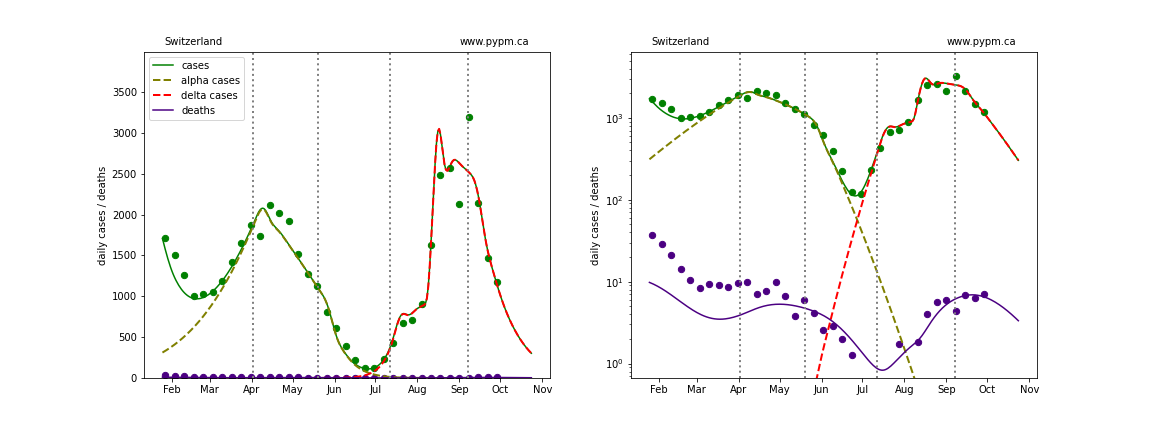 Switzerland
www.pypm.ca
cases
alpha cases
delta cases
deaths
daily cases / deaths
3500
3000
2500
2000
1500
1000
500
0
Feb
Mar
Apr
May
Jun
Jul
Aug
Sep
Oct
Nov
Switzerland
www.pypm.ca
daily cases / deaths
10³
10²
10¹
10⁰
Feb
Mar
Apr
May
Jun
Jul
Aug
Sep
Oct
Nov